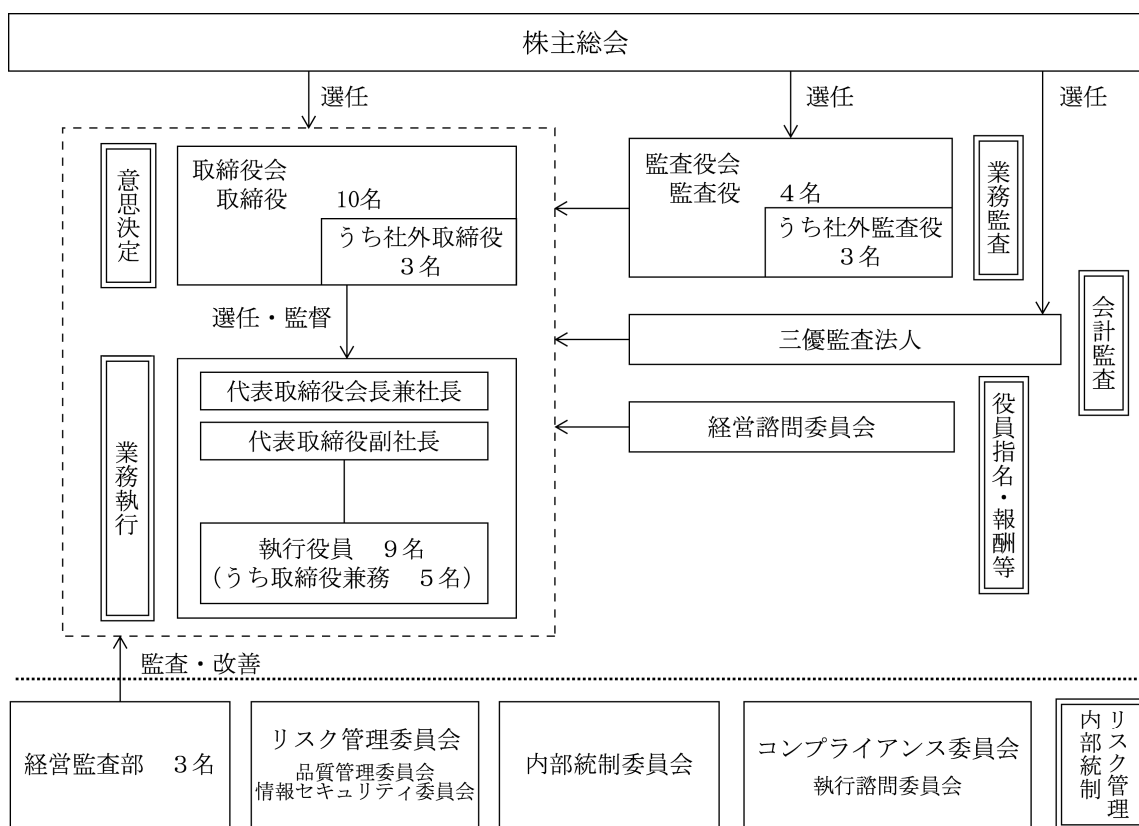 株主総会
選任
選任
選任
意思決定
取締役会
取締役 10名
うち社外取締役
３名
監査役会
監査役 ４名
うち社外監査役
３名
業務監査
選任・監督
三優監査法人
会計監査
業務執行
代表取締役会長兼社長
代表取締役副社長
執行役員 ９名
（うち取締役兼務 ５名）
経営諮問委員会
役員指名・報酬等
監査・改善
経営監査部 ３名
リスク管理委員会
品質管理委員会
情報セキュリティ委員会
内部統制委員会
コンプライアンス委員会
執行諮問委員会
リスク管理
内部統制